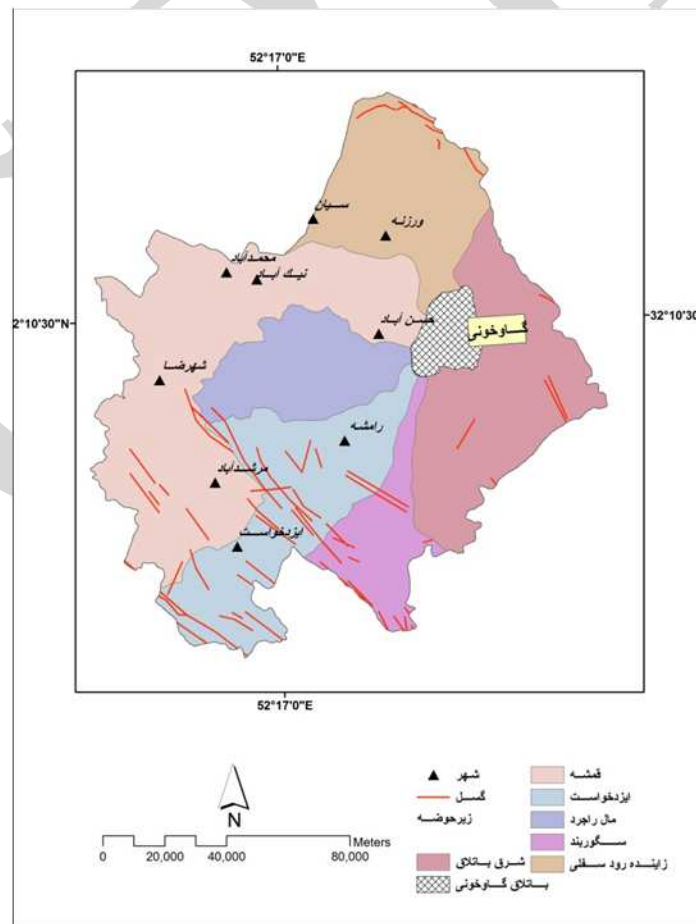 52°17'0"E
سیان
ورزنه
محمدآباد
نیک آباد
2°10'30"N
حسن آباد
32°10'30
گاوخونی
شهرضا
رامشه
مرشدآباد
ایزدخواست
52°17'0"E
شهر
گسل
زیرحوضه
شرق باتلاق
باتلاق گاوخونی
قمشه
ایزدخواست
مال راجرد
سگوربند
زاینده رود سفلی
N
Meters
0 20,000 40,000 80,000